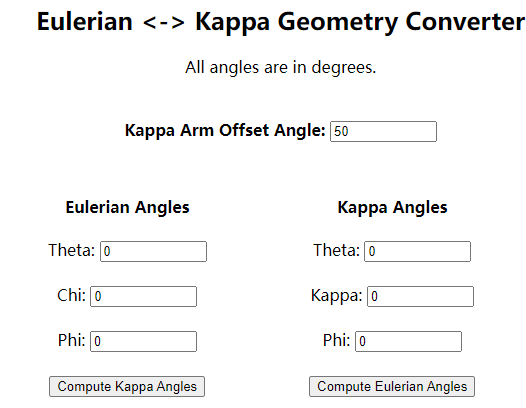 Eulerian <-> Kappa Geometry Converter
All angles are in degrees.
Kappa Arm Offset Angle: 50
Eulerian Angles
Theta: 0
Chi: 0
Phi: 0
Compute Kappa Angles
Kappa Angles
Theta: 0
Kappa: 0
Phi: 0
Compute Eulerian Angles